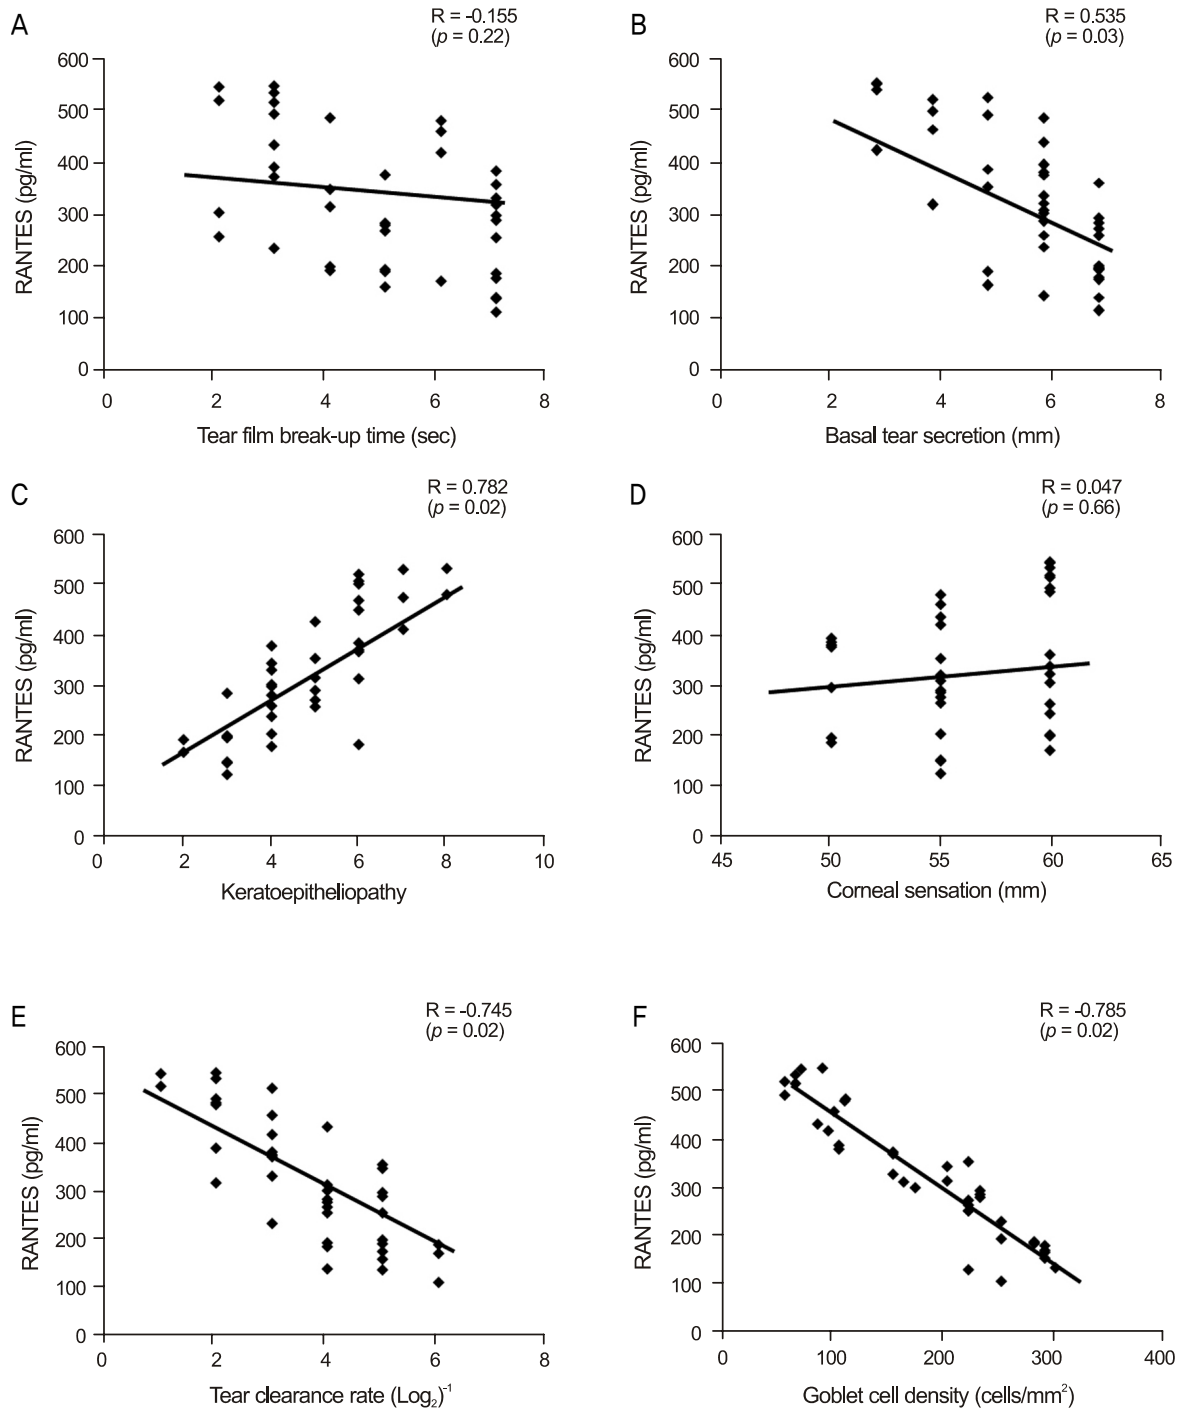 A
R = -0.155
(p = 0.22)
600
500
400
300
200
100
0
RANTES (pg/ml)
0 2 4 6 8
Tear film break-up time (sec)
B
R = 0.535
(p = 0.03)
600
500
400
300
200
100
0
RANTES (pg/ml)
0 2 4 6 8
Basal tear secretion (mm)
C
R = 0.782
(p = 0.02)
600
500
400
300
200
100
0
RANTES (pg/ml)
0 2 4 6 8 10
Keratoepitheliopathy
D
R = 0.047
(p = 0.66)
600
500
400
300
200
100
0
RANTES (pg/ml)
45 50 55 60 65
Corneal sensation (mm)
E
R = -0.745
(p = 0.02)
600
500
400
300
200
100
0
RANTES (pg/ml)
0 2 4 6 8
Tear clearance rate (Log₂)⁻¹
F
R = -0.785
(p = 0.02)
600
500
400
300
200
100
0
RANTES (pg/ml)
0 100 200 300 400
Goblet cell density (cells/mm²)